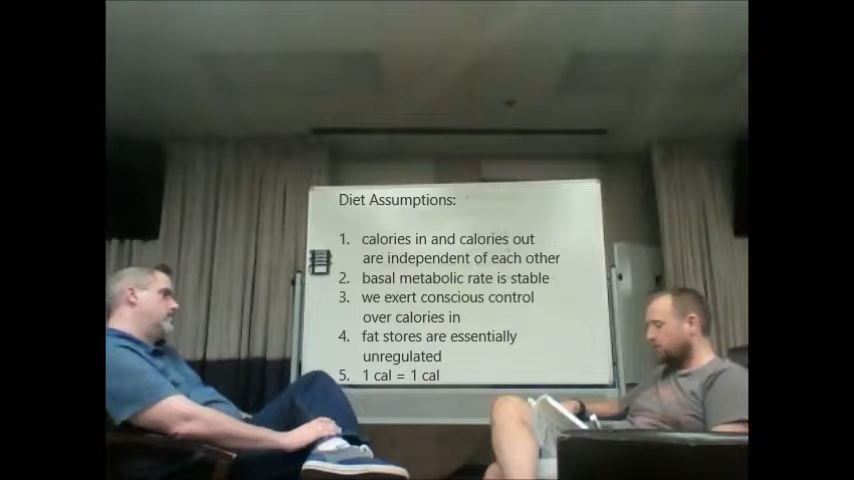 Diet Assumptions:
1. calories in and calories out
are independent of each other
2. basal metabolic rate is stable
3. we exert conscious control
over calories in
4. fat stores are essentially
unregulated
5. 1 cal = 1 cal